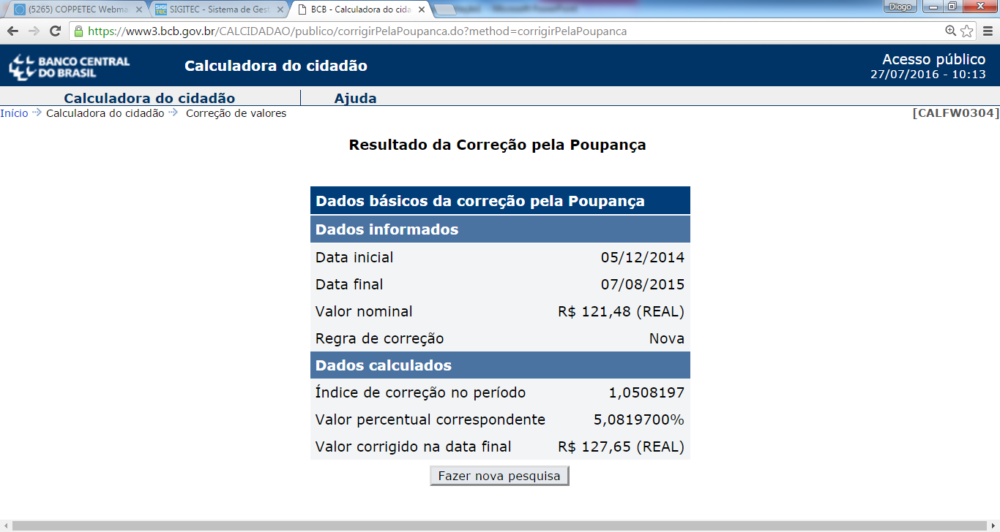 (5265) COPPETEC Webma
SIGITEC - Sistema de Gest
BCB - Calculadora do cida
Microsoft PowerPoint
Diogo
https://www3.bcb.gov.br/CALCIDADAO/publico/corrigirPelaPoupanca.do?method=corrigirPelaPoupanca
BANCO CENTRAL
DO BRASIL
Calculadora do cidadão
Acesso público
27/07/2016 - 10:13
Calculadora do cidadão
Ajuda
Início Calculadora do cidadão Correção de valores
[CALFW0304]
Resultado da Correção pela Poupança
Dados básicos da correção pela Poupança
Dados informados
Data inicial 05/12/2014
Data final 07/08/2015
Valor nominal R$ 121,48 (REAL)
Regra de correção Nova
Dados calculados
Índice de correção no período 1,0508197
Valor percentual correspondente 5,0819700%
Valor corrigido na data final R$ 127,65 (REAL)
Fazer nova pesquisa